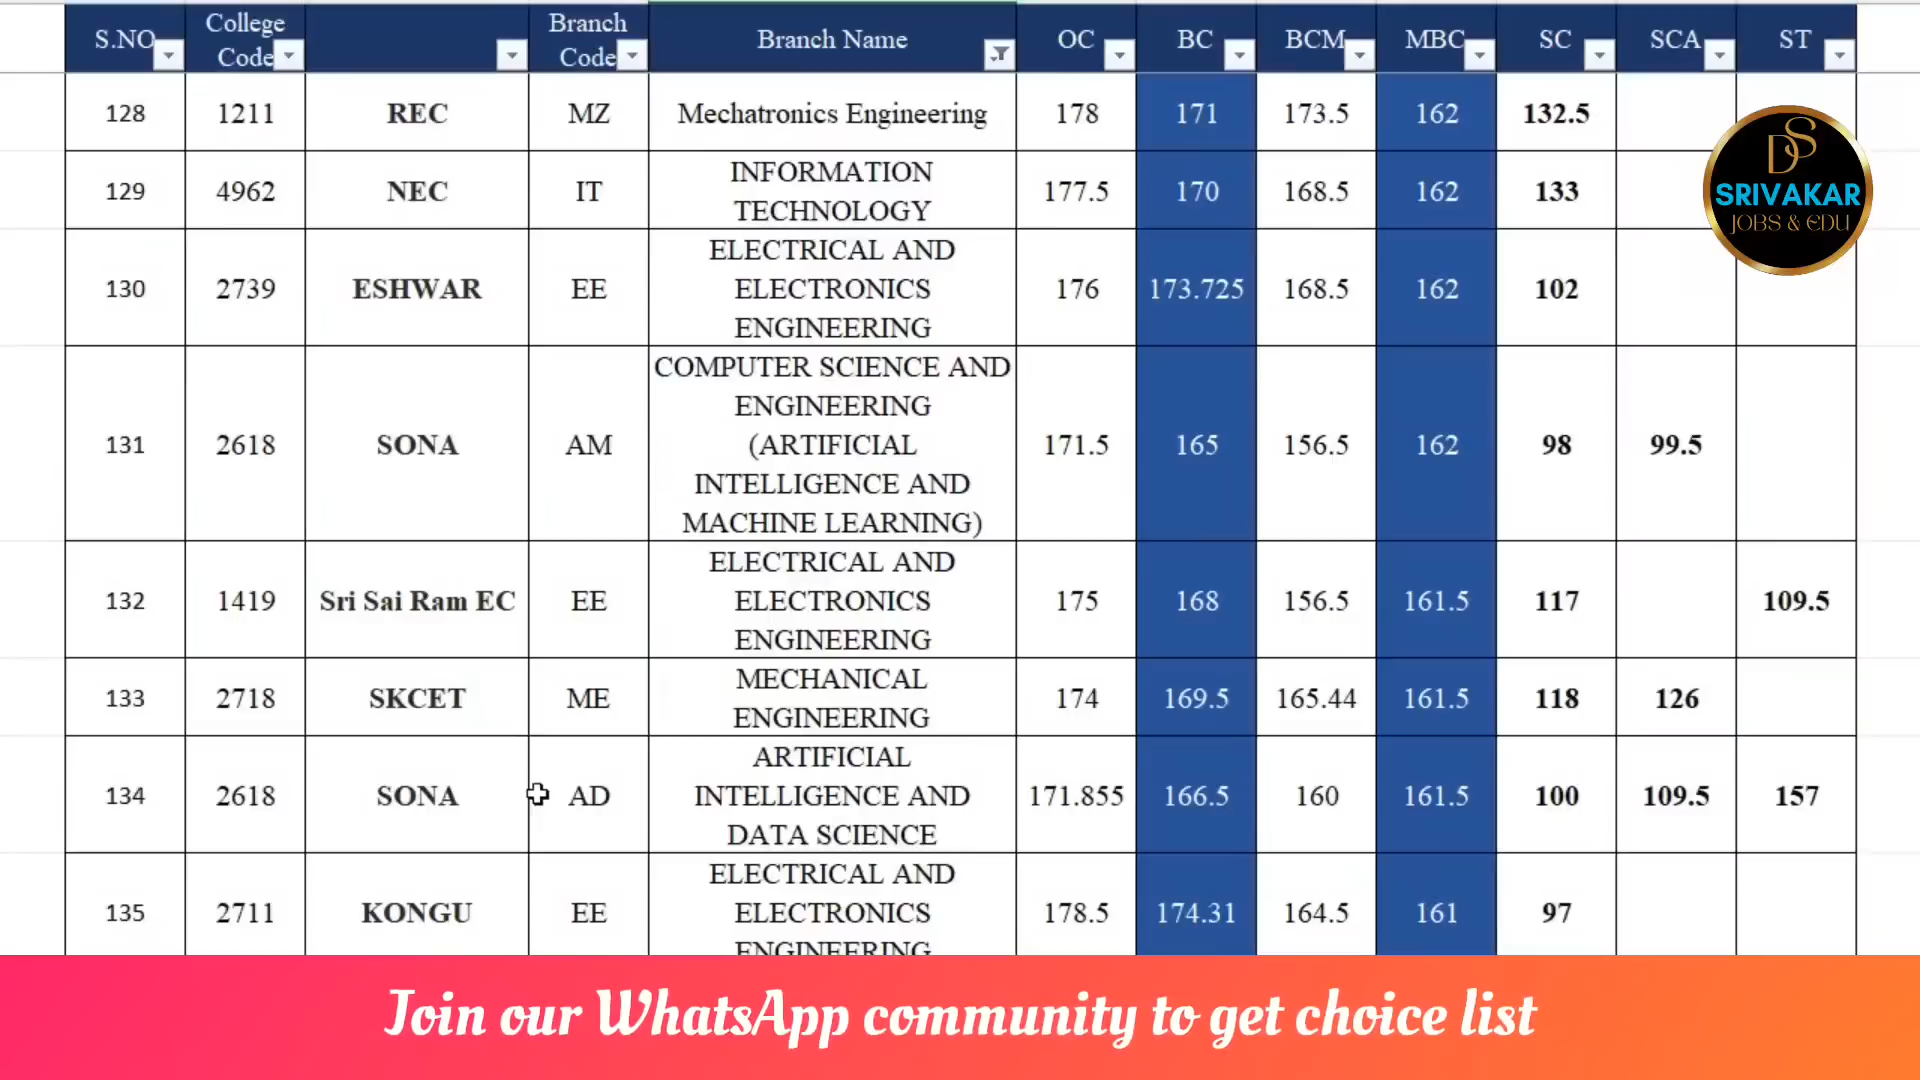 S.NO College Code Branch Code Branch Name OC BC BCM MBC SC SCA ST
128 1211 REC MZ Mechatronics Engineering 178 171 173.5 162 132.5
129 4962 NEC IT INFORMATION TECHNOLOGY 177.5 170 168.5 162 133
130 2739 ESHWAR EE ELECTRICAL AND ELECTRONICS ENGINEERING 176 173.725 168.5 162 102
131 2618 SONA AM COMPUTER SCIENCE AND ENGINEERING (ARTIFICIAL INTELLIGENCE AND MACHINE LEARNING) 171.5 165 156.5 162 98 99.5
132 1419 Sri Sai Ram EC EE ELECTRICAL AND ELECTRONICS ENGINEERING 175 168 156.5 161.5 117 109.5
133 2718 SKCET ME MECHANICAL ENGINEERING 174 169.5 165.44 161.5 118 126
134 2618 SONA AD ARTIFICIAL INTELLIGENCE AND DATA SCIENCE 171.855 166.5 160 161.5 100 109.5 157
135 2711 KONGU EE ELECTRICAL AND ELECTRONICS ENGINEERING 178.5 174.31 164.5 161 97
DS
SRIVAKAR
JOBS & EDU
Join our WhatsApp community to get choice list